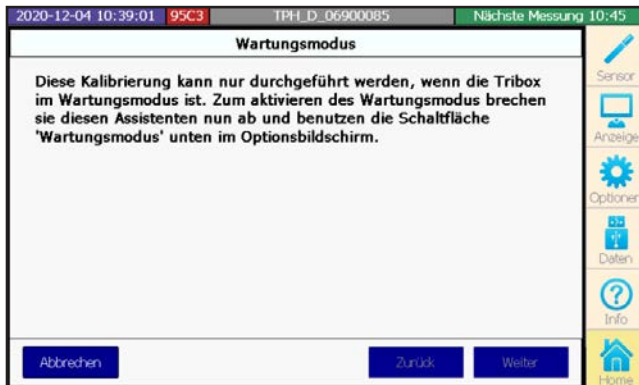 2020-12-04 10:39:01 95C3 TPH_D_06900085 Nächste Messung 10:45
Wartungsmodus
Diese Kalibrierung kann nur durchgeführt werden, wenn die Tribox
im Wartungsmodus ist. Zum aktivieren des Wartungsmodus brechen
sie diesen Assistenten nun ab und benutzen die Schaltfläche
'Wartungsmodus' unten im Optionsbildschirm.
Abbrechen Zurück Weiter
Sensor
Anzeige
Optionen
Daten
Info
Home